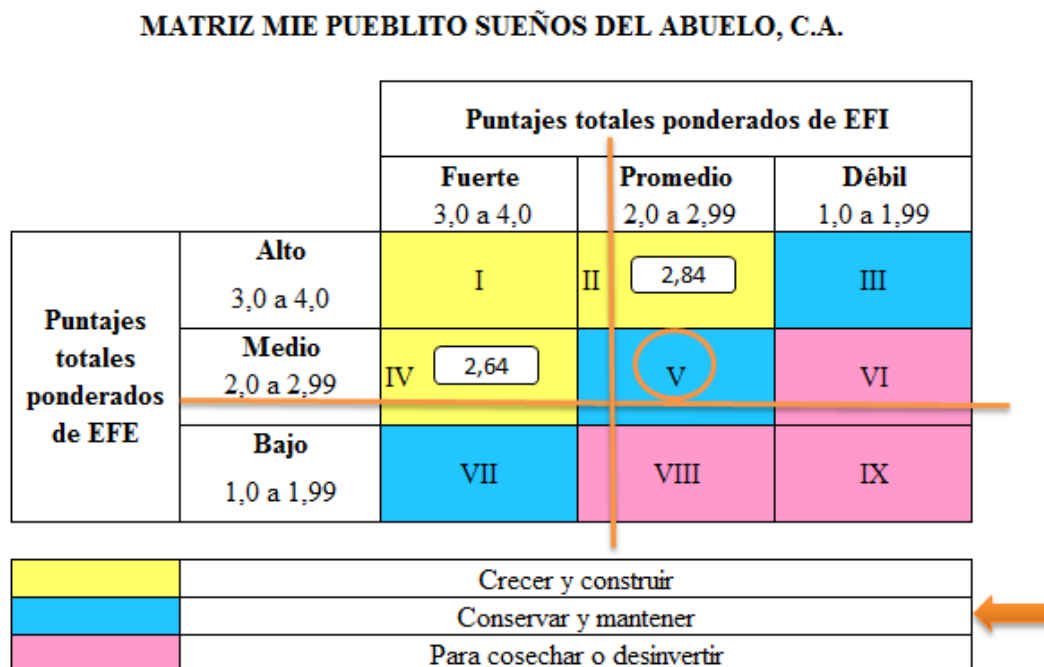 MATRIZ MIE PUEBLITO SUEÑOS DEL ABUELO, C.A.
Puntajes totales ponderados de EFI
Fuerte
3,0 a 4,0
Promedio
2,0 a 2,99
Débil
1,0 a 1,99
Puntajes
totales
ponderados
de EFE
Alto
3,0 a 4,0
I
II
2,84
III
Medio
2,0 a 2,99
IV
2,64
V
VI
Bajo
1,0 a 1,99
VII
VIII
IX
Crecer y construir
Conservar y mantener
Para cosechar o desinvertir